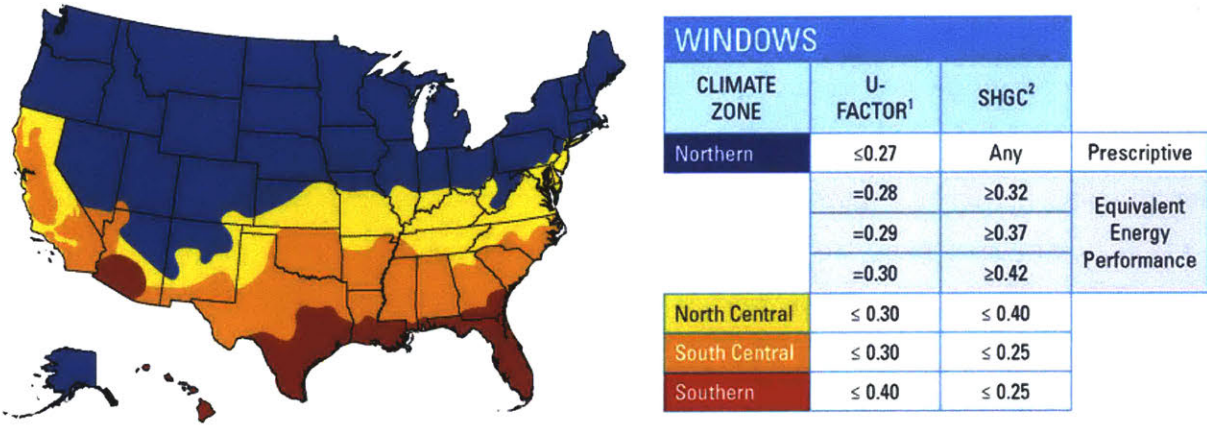 WINDOWS
CLIMATE ZONE
U-FACTOR¹
SHGC²
Northern ≤0.27 Any Prescriptive
=0.28 ≥0.32
=0.29 ≥0.37
=0.30 ≥0.42
Equivalent
Energy
Performance
North Central ≤ 0.30 ≤ 0.40
South Central ≤ 0.30 ≤ 0.25
Southern ≤ 0.40 ≤ 0.25